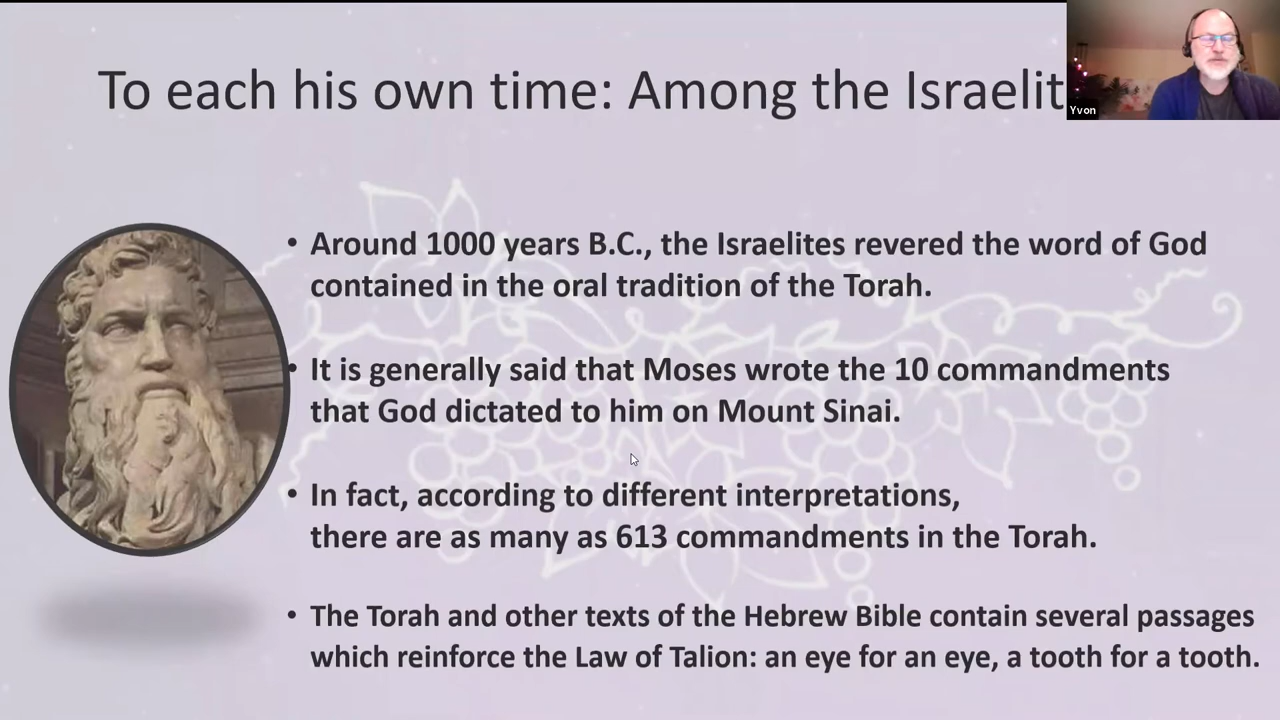 To each his own time: Among the Israelit
Yvon
• Around 1000 years B.C., the Israelites revered the word of God
contained in the oral tradition of the Torah.
• It is generally said that Moses wrote the 10 commandments
that God dictated to him on Mount Sinai.
• In fact, according to different interpretations,
there are as many as 613 commandments in the Torah.
• The Torah and other texts of the Hebrew Bible contain several passages
which reinforce the Law of Talion: an eye for an eye, a tooth for a tooth.